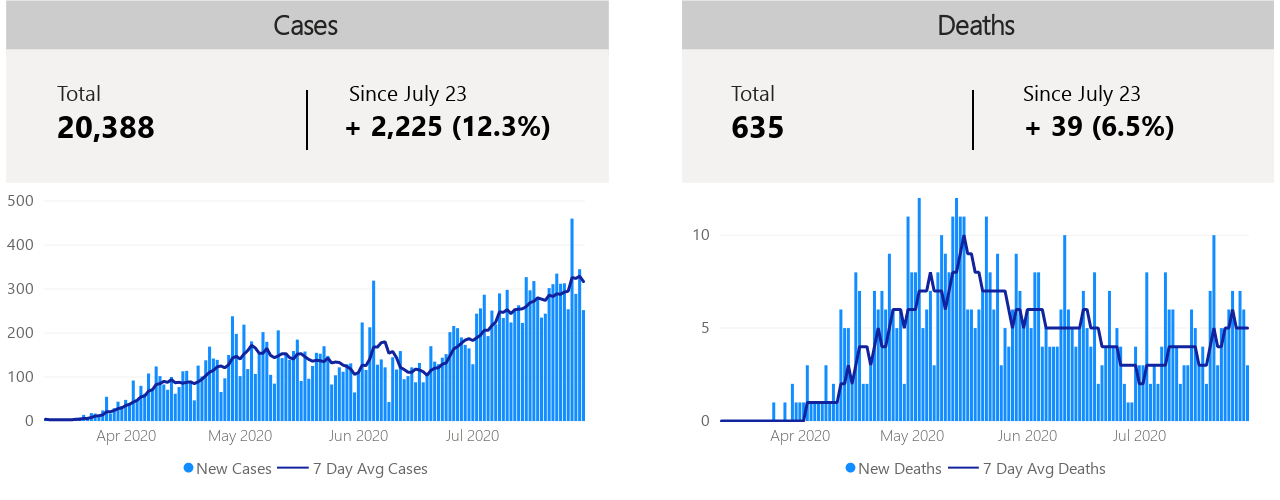 Cases
Total
20,388
Since July 23
+ 2,225 (12.3%)
500
400
300
200
100
0
Apr 2020
May 2020
Jun 2020
Jul 2020
New Cases
7 Day Avg Cases
Deaths
Total
635
Since July 23
+ 39 (6.5%)
10
5
0
Apr 2020
May 2020
Jun 2020
Jul 2020
New Deaths
7 Day Avg Deaths